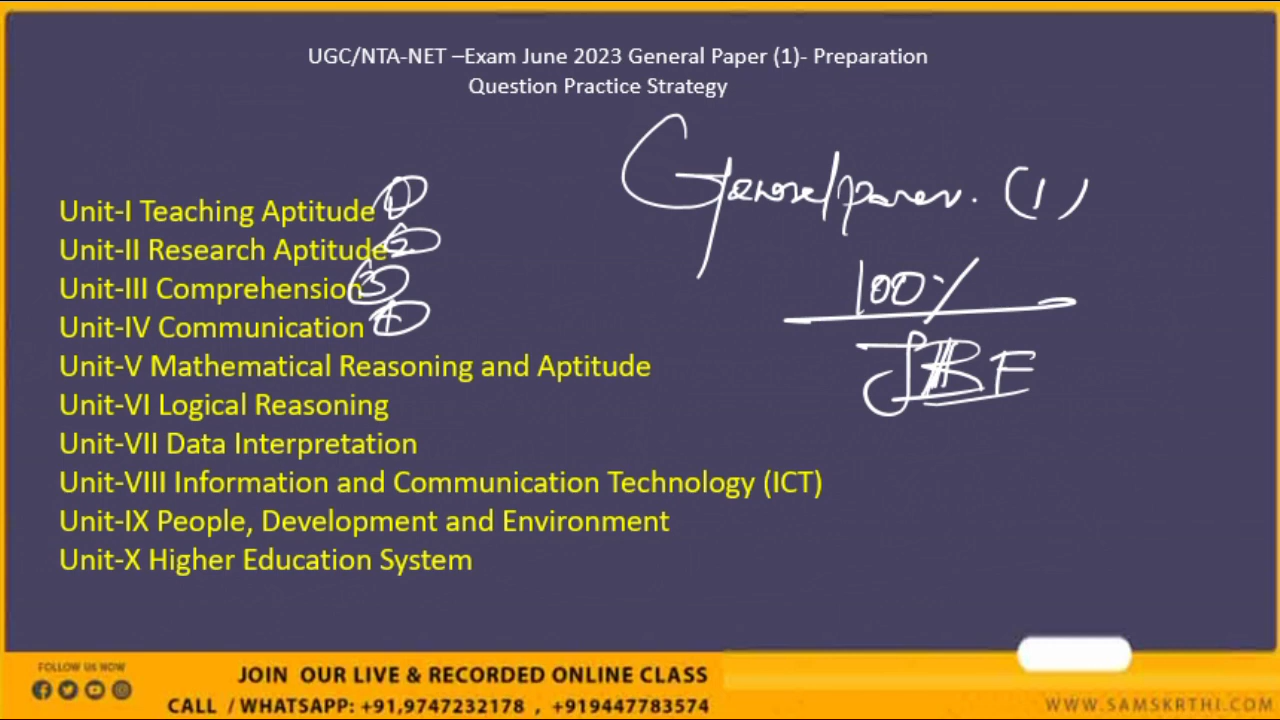 UGC/NTA-NET –Exam June 2023 General Paper (1)- Preparation
Question Practice Strategy
General paper. (1)
100%
Unit-I Teaching Aptitude 1
Unit-II Research Aptitude 2
Unit-III Comprehension 3
Unit-IV Communication 4
Unit-V Mathematical Reasoning and Aptitude
Unit-VI Logical Reasoning
Unit-VII Data Interpretation
Unit-VIII Information and Communication Technology (ICT)
Unit-IX People, Development and Environment
Unit-X Higher Education System
FOLLOW US NOW
JOIN OUR LIVE & RECORDED ONLINE CLASS
CALL / WHATSAPP: +91,9747232178 , +919447783574
WWW.SAMSKRTHI.COM